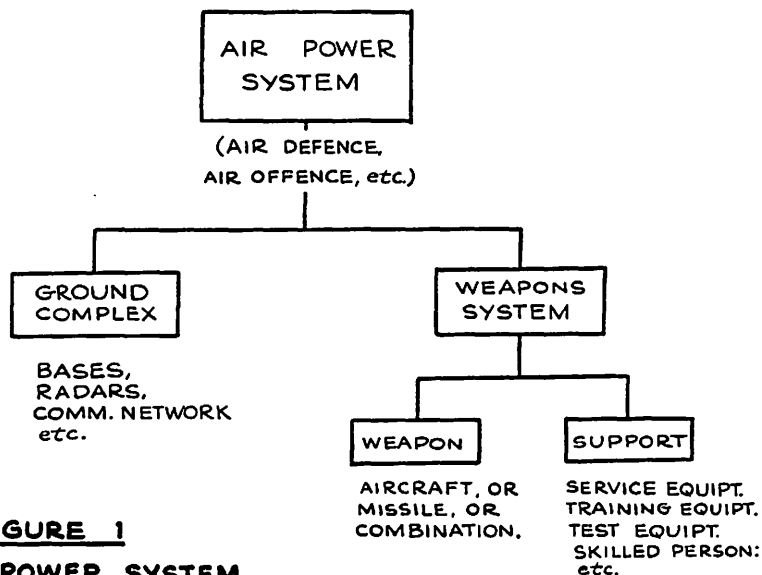 AIR POWER
SYSTEM
(AIR DEFENCE,
AIR OFFENCE, etc.)
GROUND
COMPLEX
BASES,
RADARS,
COMM. NETWORK
etc.
WEAPONS
SYSTEM
WEAPON
AIRCRAFT, OR
MISSILE, OR
COMBINATION.
SUPPORT
SERVICE EQUIPT.
TRAINING EQUIPT.
TEST EQUIPT.
SKILLED PERSON:
etc.
GURE 1
POWER SYSTEM